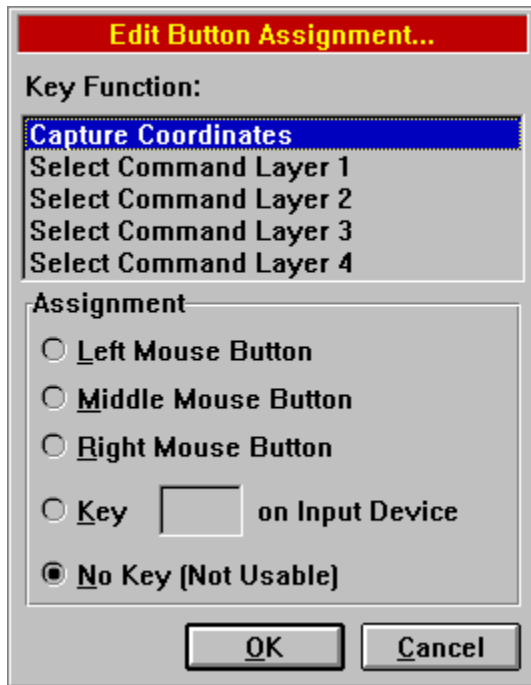 Edit Button Assignment...
Key Function:
Capture Coordinates
Select Command Layer 1
Select Command Layer 2
Select Command Layer 3
Select Command Layer 4
Assignment
Left Mouse Button
Middle Mouse Button
Right Mouse Button
Key on Input Device
No Key (Not Usable)
OK Cancel